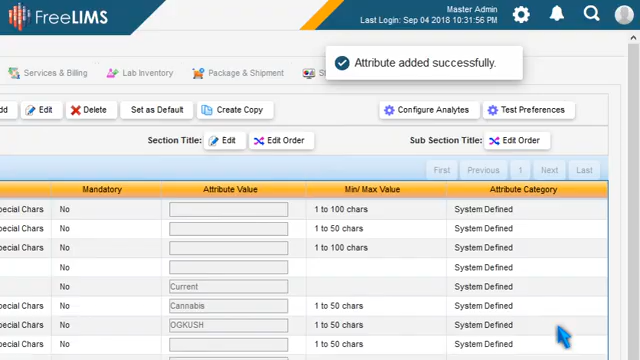 FreeLIMS
Master Admin
Last Login: Sep 04 2018 10:31:56 PM
Attribute added successfully.
Services & Billing
Lab Inventory
Package & Shipment
Edit
Delete
Set as Default
Create Copy
Configure Analytes
Test Preferences
Section Title:
Edit
Edit Order
Sub Section Title:
Edit Order
First
Previous
1
Next
Last
Mandatory
Attribute Value
Min/ Max Value
Attribute Category
pecial Chars No 1 to 100 chars System Defined
pecial Chars No 1 to 50 chars System Defined
pecial Chars No 1 to 100 chars System Defined
No System Defined
No Current System Defined
pecial Chars No Cannabis 1 to 50 chars System Defined
pecial Chars No OGKUSH 1 to 50 chars System Defined
pecial Chars No 1 to 50 chars System Defined